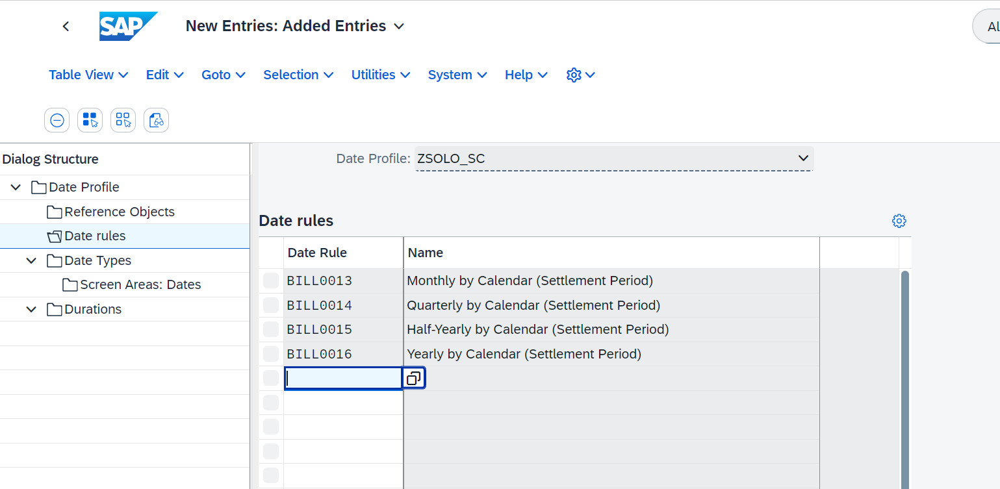 SAP New Entries: Added Entries
Al
Table View Edit Goto Selection Utilities System Help
Dialog Structure
Date Profile: ZSOLO_SC
Date Profile
Reference Objects
Date rules
Date Types
Screen Areas: Dates
Durations
Date rules
Date Rule Name
BILL0013 Monthly by Calendar (Settlement Period)
BILL0014 Quarterly by Calendar (Settlement Period)
BILL0015 Half-Yearly by Calendar (Settlement Period)
BILL0016 Yearly by Calendar (Settlement Period)